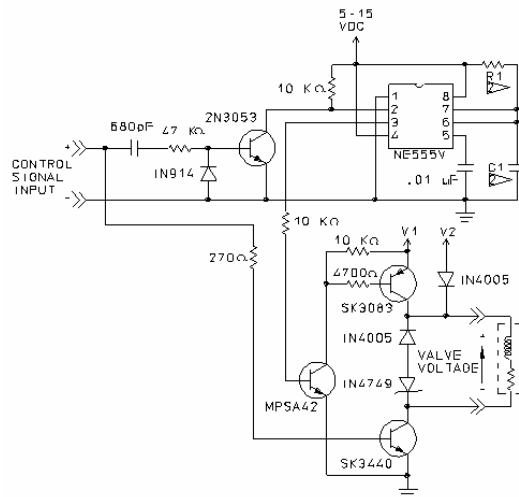 5-15
VDC
10 KΩ
R1
2
1
2
3
4
8
7
6
5
2N3053
NE555V
680pF
47 KΩ
+
CONTROL
SIGNAL
INPUT
-
IN914
.01 uF
C1
2
10 KΩ
270Ω
10 KΩ
V1
V2
4700Ω
IN4005
SK3083
IN4005
VALVE
VOLTAGE
+
-
IN4749
MPSA42
SK3440